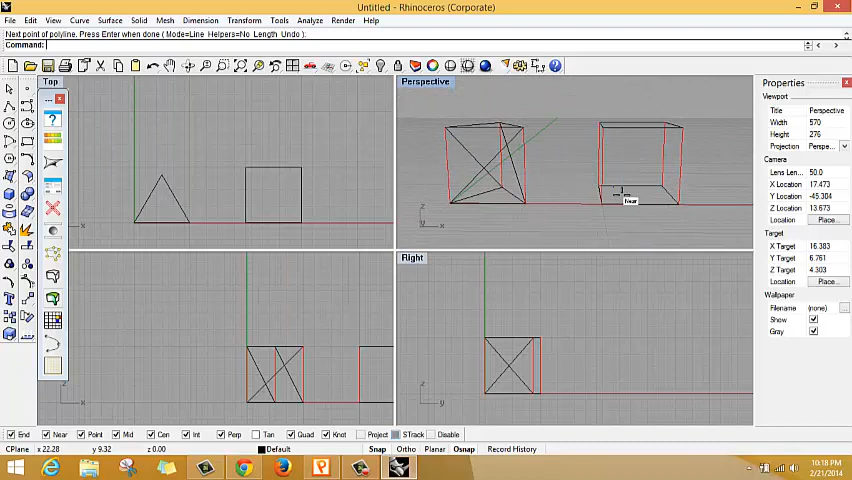 Untitled - Rhinoceros (Corporate)
File Edit View Curve Surface Solid Mesh Dimension Transform Tools Analyze Render Help
Next point of polyline. Press Enter when done ( Mode=Line Helpers=No Length Undo ):
Command:
Top
Perspective
Properties
Viewport
Title Perspective
Width 570
Height 276
Projection Perspe...
Camera
Lens Len... 50.0
X Location 17.473
Y Location -45.384
Z Location 13.673
Location Place...
Target
X Target 16.383
Y Target 6.761
Z Target 4.303
Location Place...
Wallpaper
Filename (none) ...
Show
Gray
Near
z
y x
x
Right
z
x
z
y
End Near Point Mid Cen Int Perp Tan Quad Knot Project STrack Disable
CPlane x 22.28 y 9.32 z 0.00 Default Snap Ortho Planar Osnap Record History
10:18 PM
2/21/2014